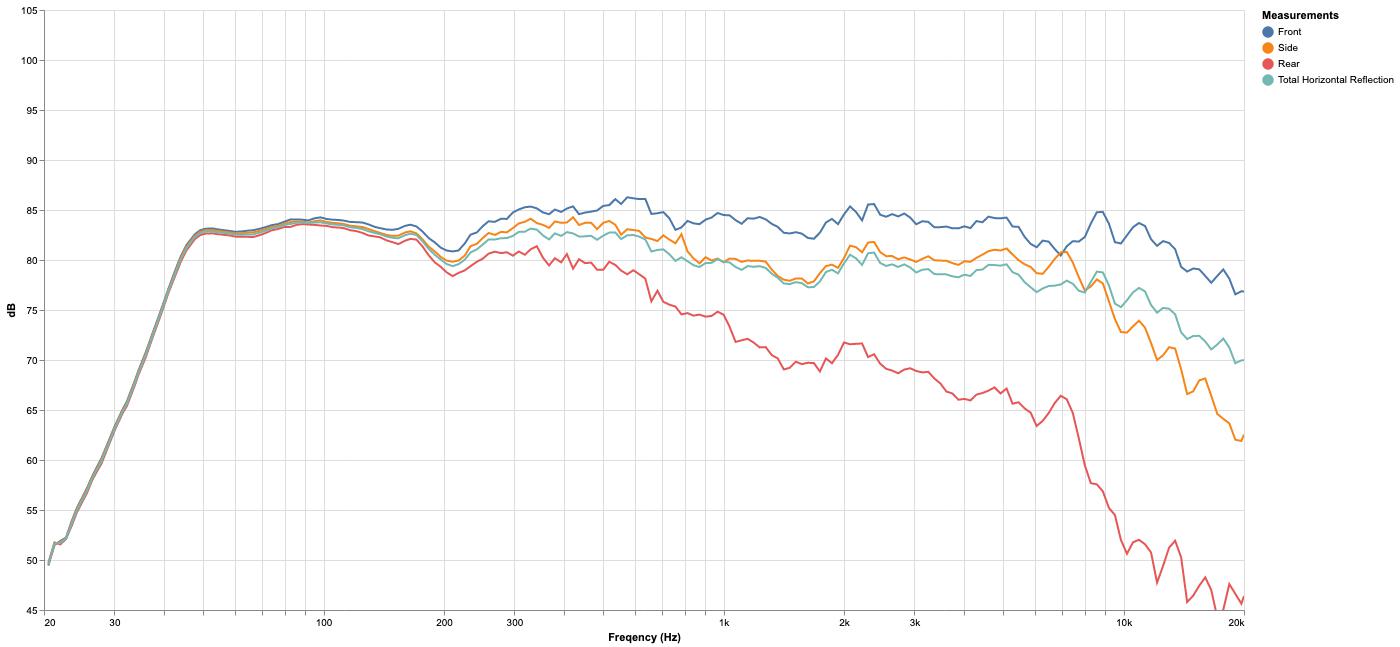 105
100
95
90
85
80
75
70
65
60
55
50
45
dB
20 30 100 200 300 1k 2k 3k 10k 20k
Freqency (Hz)
Measurements
Front
Side
Rear
Total Horizontal Reflection